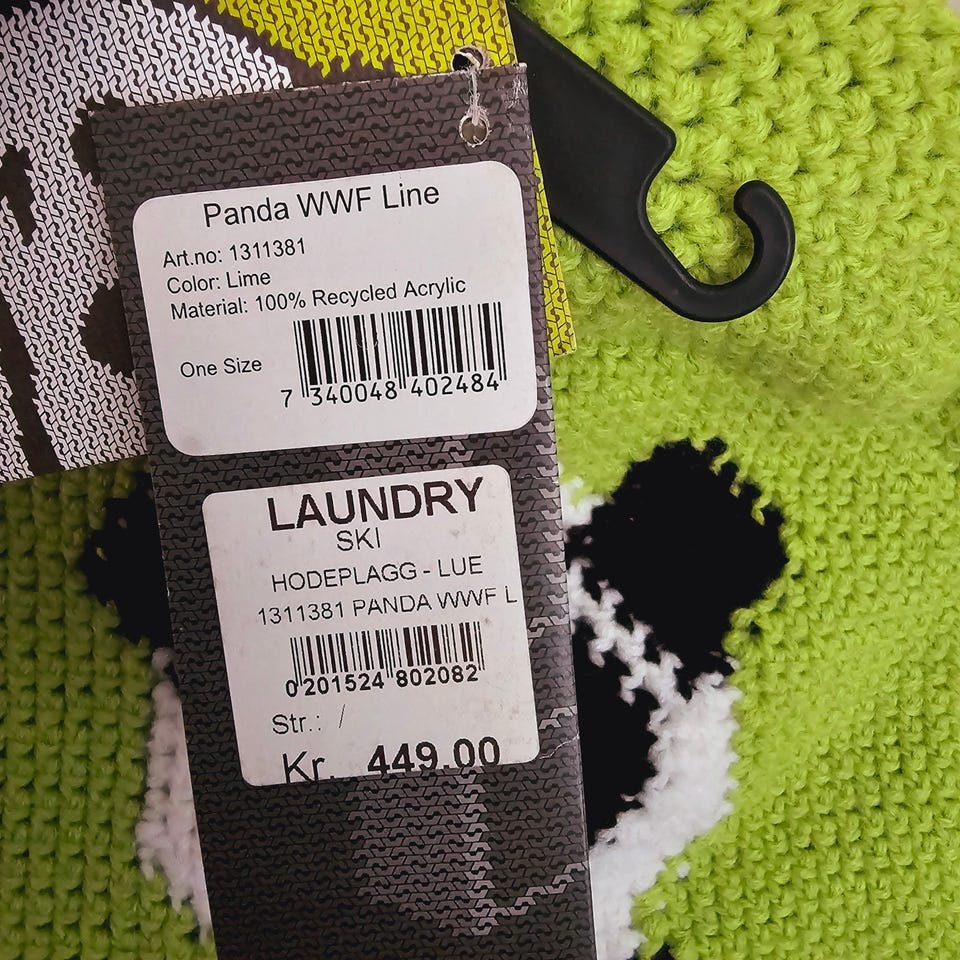 Panda WWF Line
Art.no: 1311381
Color: Lime
Material: 100% Recycled Acrylic
One Size
7 340048 402484
LAUNDRY
SKI
HODEPLAGG - LUE
1311381 PANDA WWF L
0 201524 802082
Str.: /
Kr. 449.00